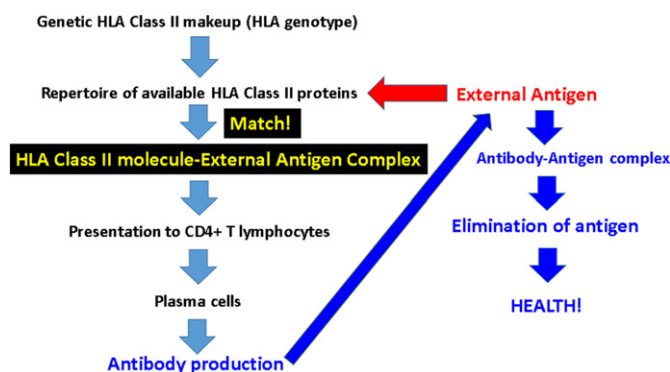 Genetic HLA Class II makeup (HLA genotype)
Repertoire of available HLA Class II proteins
External Antigen
Match!
HLA Class II molecule-External Antigen Complex
Antibody-Antigen complex
Presentation to CD4+ T lymphocytes
Elimination of antigen
Plasma cells
HEALTH!
Antibody production